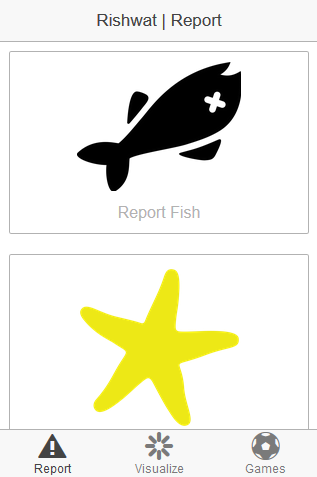 Rishwat | Report
Report Fish
Report
Visualize
Games